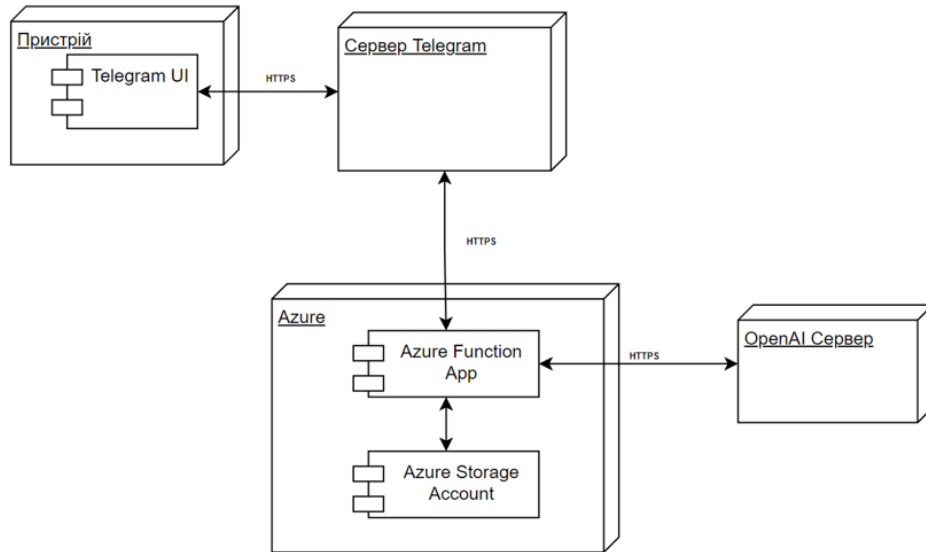 Пристрій
Telegram UI
HTTPS
Сервер Telegram
HTTPS
Azure
Azure Function
App
HTTPS
OpenAI Сервер
Azure Storage
Account